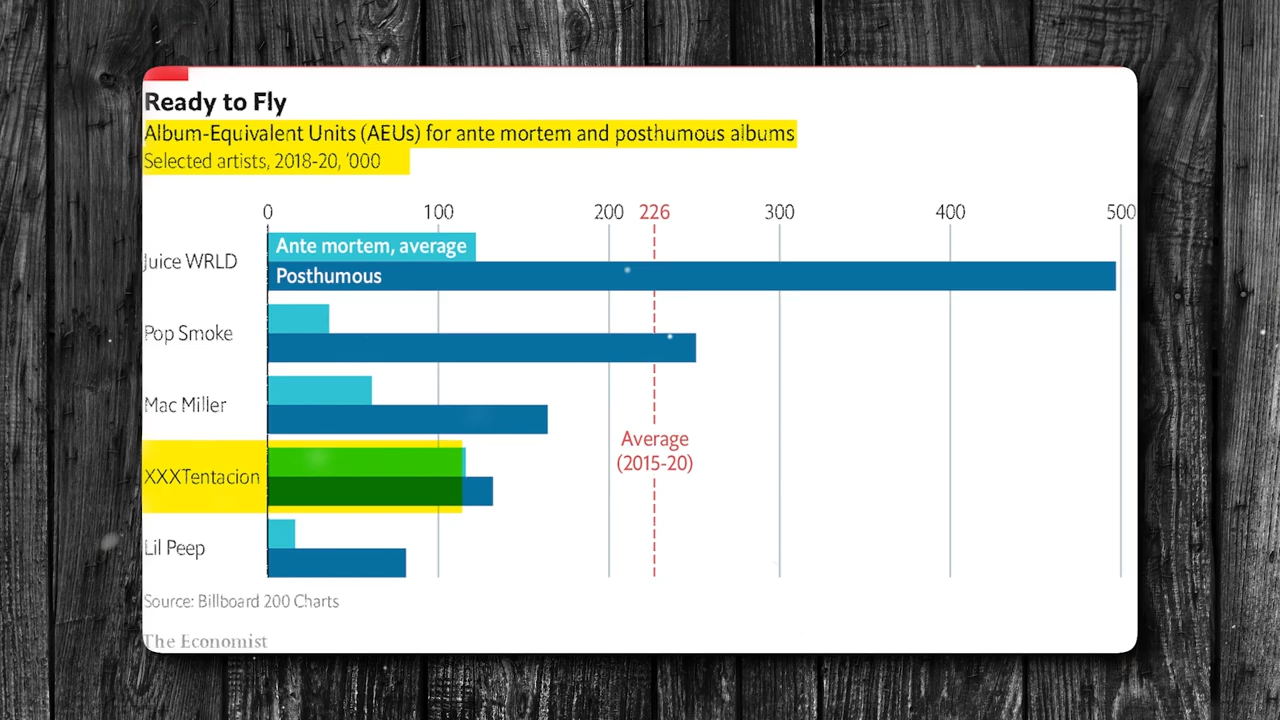 Ready to Fly
Album-Equivalent Units (AEUs) for ante mortem and posthumous albums
Selected artists, 2018-20, '000
0 100 200 226 300 400 500
Juice WRLD
Ante mortem, average
Posthumous
Pop Smoke
Mac Miller
Average
(2015-20)
XXXTentacion
Lil Peep
Source: Billboard 200 Charts
The Economist